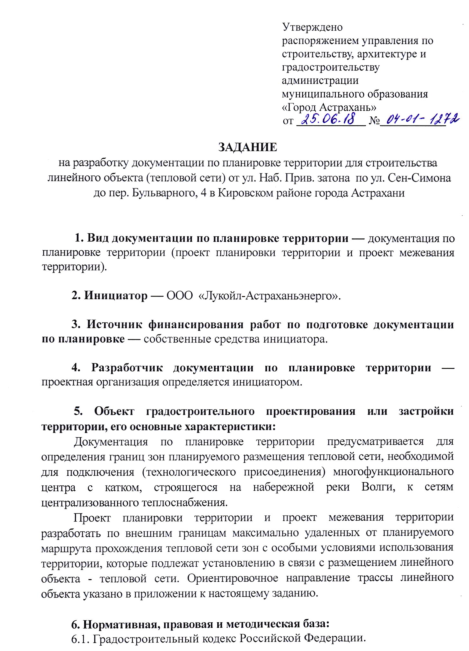 Утверждено
распоряжением управления по
строительству, архитектуре и
градостроительству
администрации
муниципального образования
«Город Астрахань»
от 25.06.18 № 04-01-1272
ЗАДАНИЕ
на разработку документации по планировке территории для строительства
линейного объекта (тепловой сети) от ул. Наб. Прив. затона по ул. Сен-Симона
до пер. Бульварного, 4 в Кировском районе города Астрахани
1. Вид документации по планировке территории — документация по
планировке территории (проект планировки территории и проект межевания
территории).
2. Инициатор — ООО «Лукойл-Астраханьэнерго».
3. Источник финансирования работ по подготовке документации
по планировке — собственные средства инициатора.
4. Разработчик документации по планировке территории —
проектная организация определяется инициатором.
5. Объект градостроительного проектирования или застройки
территории, его основные характеристики:
Документация по планировке территории предусматривается для
определения границ зон планируемого размещения тепловой сети, необходимой
для подключения (технологического присоединения) многофункционального
центра с катком, строящегося на набережной реки Волги, к сетям
централизованного теплоснабжения.
Проект планировки территории и проект межевания территории
разработать по внешним границам максимально удаленных от планируемого
маршрута прохождения тепловой сети зон с особыми условиями использования
территории, которые подлежат установлению в связи с размещением линейного
объекта - тепловой сети. Ориентировочное направление трассы линейного
объекта указано в приложении к настоящему заданию.
6. Нормативная, правовая и методическая база:
6.1. Градостроительный кодекс Российской Федерации.